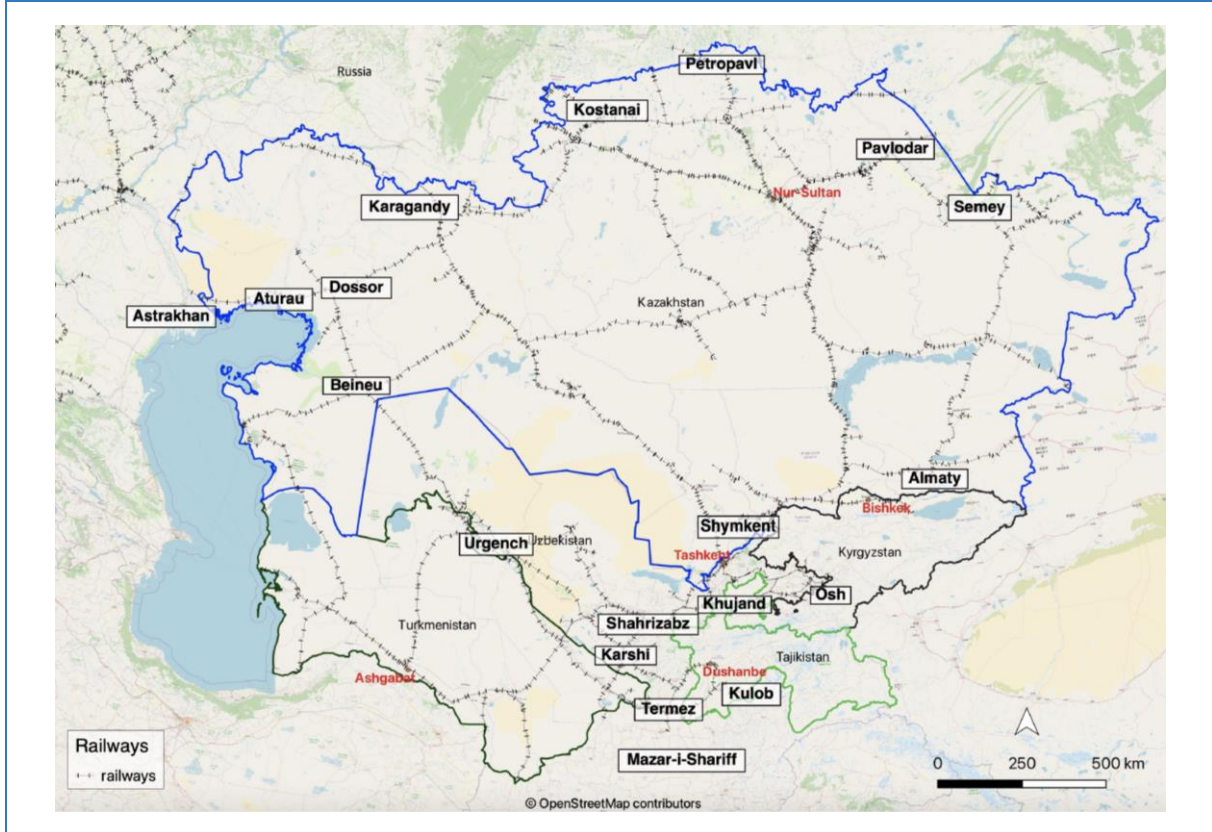 Russia
Petropavl
Kostanai
Pavlodar
Nur-Sultan
Karagandy
Semey
Dossor
Aturau
Astrakhan
Kazakhstan
Beineu
Almaty
Bishkek
Shymkent
Urgench
Uzbekistan
Tashkent
Kyrgyzstan
Osh
Khujand
Shahrizabz
Turkmenistan
Karshi
Tajikistan
Ashgabat
Dushanbe
Kulob
Termez
Mazar-i-Shariff
Railways
railways
0 250 500 km
© OpenStreetMap contributors